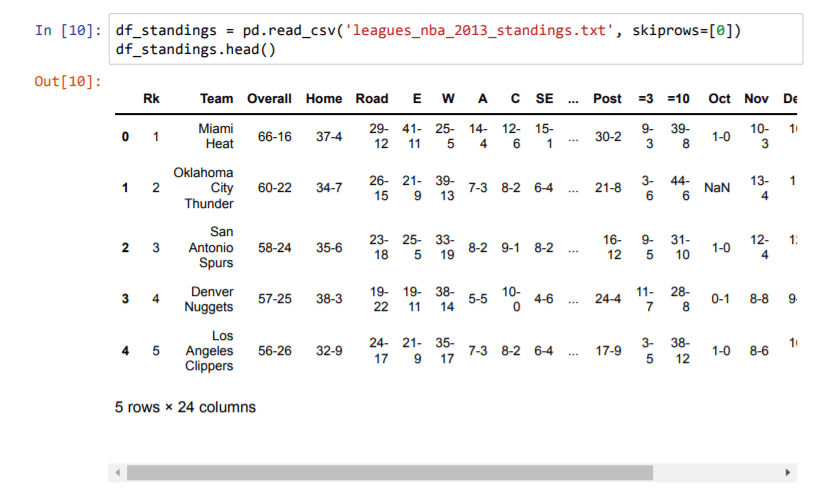 In [10]: df_standings = pd.read_csv('leagues_nba_2013_standings.txt', skiprows=[0])
df_standings.head()
Out[10]:
Rk Team Overall Home Road E W A C SE ... Post =3 =10 Oct Nov De
0 1 Miami Heat 66-16 37-4 29-12 41-11 25-5 14-4 12-6 15-1 ... 30-2 9-3 39-8 1-0 10-3 1
1 2 Oklahoma City Thunder 60-22 34-7 26-15 21-9 39-13 7-3 8-2 6-4 ... 21-8 3-6 44-6 NaN 13-4 1
2 3 San Antonio Spurs 58-24 35-6 23-18 25-5 33-19 8-2 9-1 8-2 ... 16-12 9-5 31-10 1-0 12-4 1
3 4 Denver Nuggets 57-25 38-3 19-22 19-11 38-14 5-5 10-0 4-6 ... 24-4 11-7 28-8 0-1 8-8 9
4 5 Los Angeles Clippers 56-26 32-9 24-17 21-9 35-17 7-3 8-2 6-4 ... 17-9 3-5 38-12 1-0 8-6 1
5 rows × 24 columns